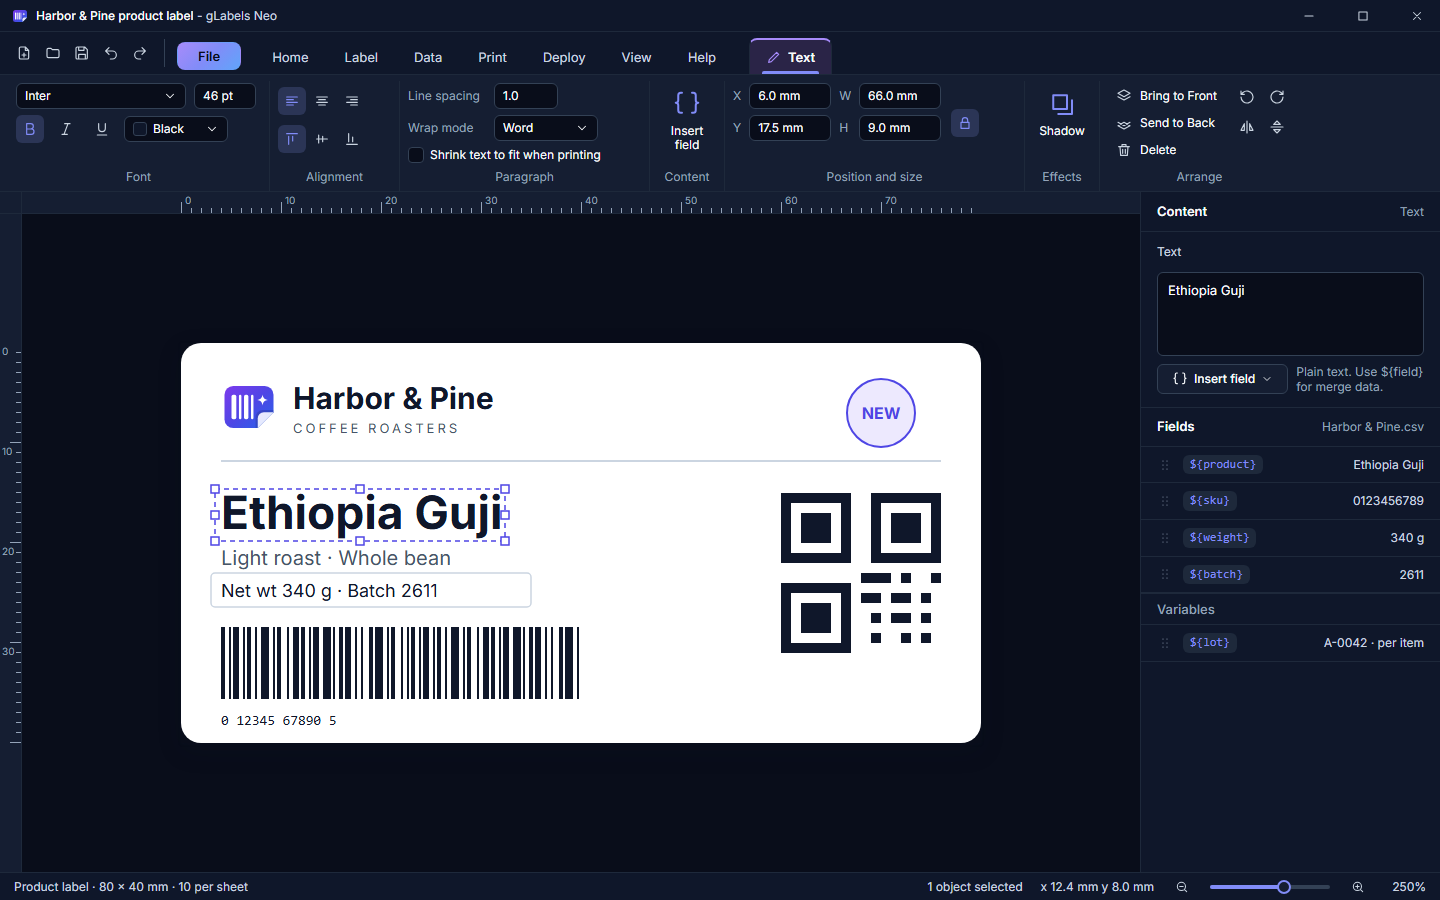 Harbor & Pine product label - gLabels Neo
File Home Label Data Print Deploy View Help Text
Inter 46 pt
B I U Black
Font
Alignment
Line spacing 1.0
Wrap mode Word
Shrink text to fit when printing
Paragraph
Insert
field
Content
X 6.0 mm W 66.0 mm
Y 17.5 mm H 9.0 mm
Position and size
Shadow
Effects
Bring to Front
Send to Back
Delete
Arrange
0 10 20 30 40 50 60 70
0
10
20
30
Harbor & Pine
COFFEE ROASTERS
NEW
Ethiopia Guji
Light roast · Whole bean
Net wt 340 g · Batch 2611
0 12345 67890 5
Content Text
Text
Ethiopia Guji
Insert field
Plain text. Use ${field}
for merge data.
Fields Harbor & Pine.csv
${product} Ethiopia Guji
${sku} 0123456789
${weight} 340 g
${batch} 2611
Variables
${lot} A-0042 · per item
Product label · 80 × 40 mm · 10 per sheet
1 object selected x 12.4 mm y 8.0 mm 250%